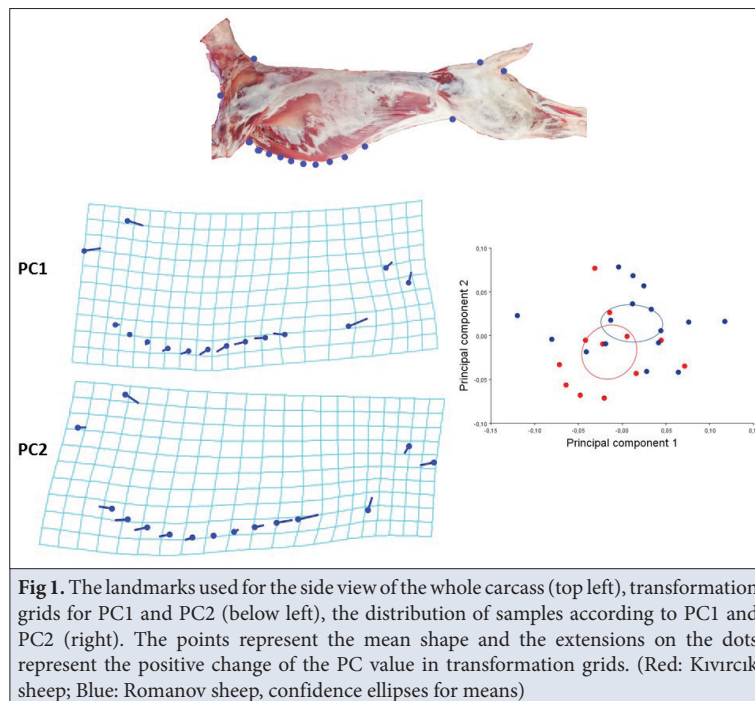 PC1
PC2
Principal component 2
0,10
0,05
0,00
-0,05
-0,10
-0,15
-0,10
-0,05
-0,00
0,05
0,10
0,15
Principal component 1
Fig 1. The landmarks used for the side view of the whole carcass (top left), transformation
grids for PC1 and PC2 (below left), the distribution of samples according to PC1 and
PC2 (right). The points represent the mean shape and the extensions on the dots
represent the positive change of the PC value in transformation grids. (Red: Kıvırcık
sheep; Blue: Romanov sheep, confidence ellipses for means)